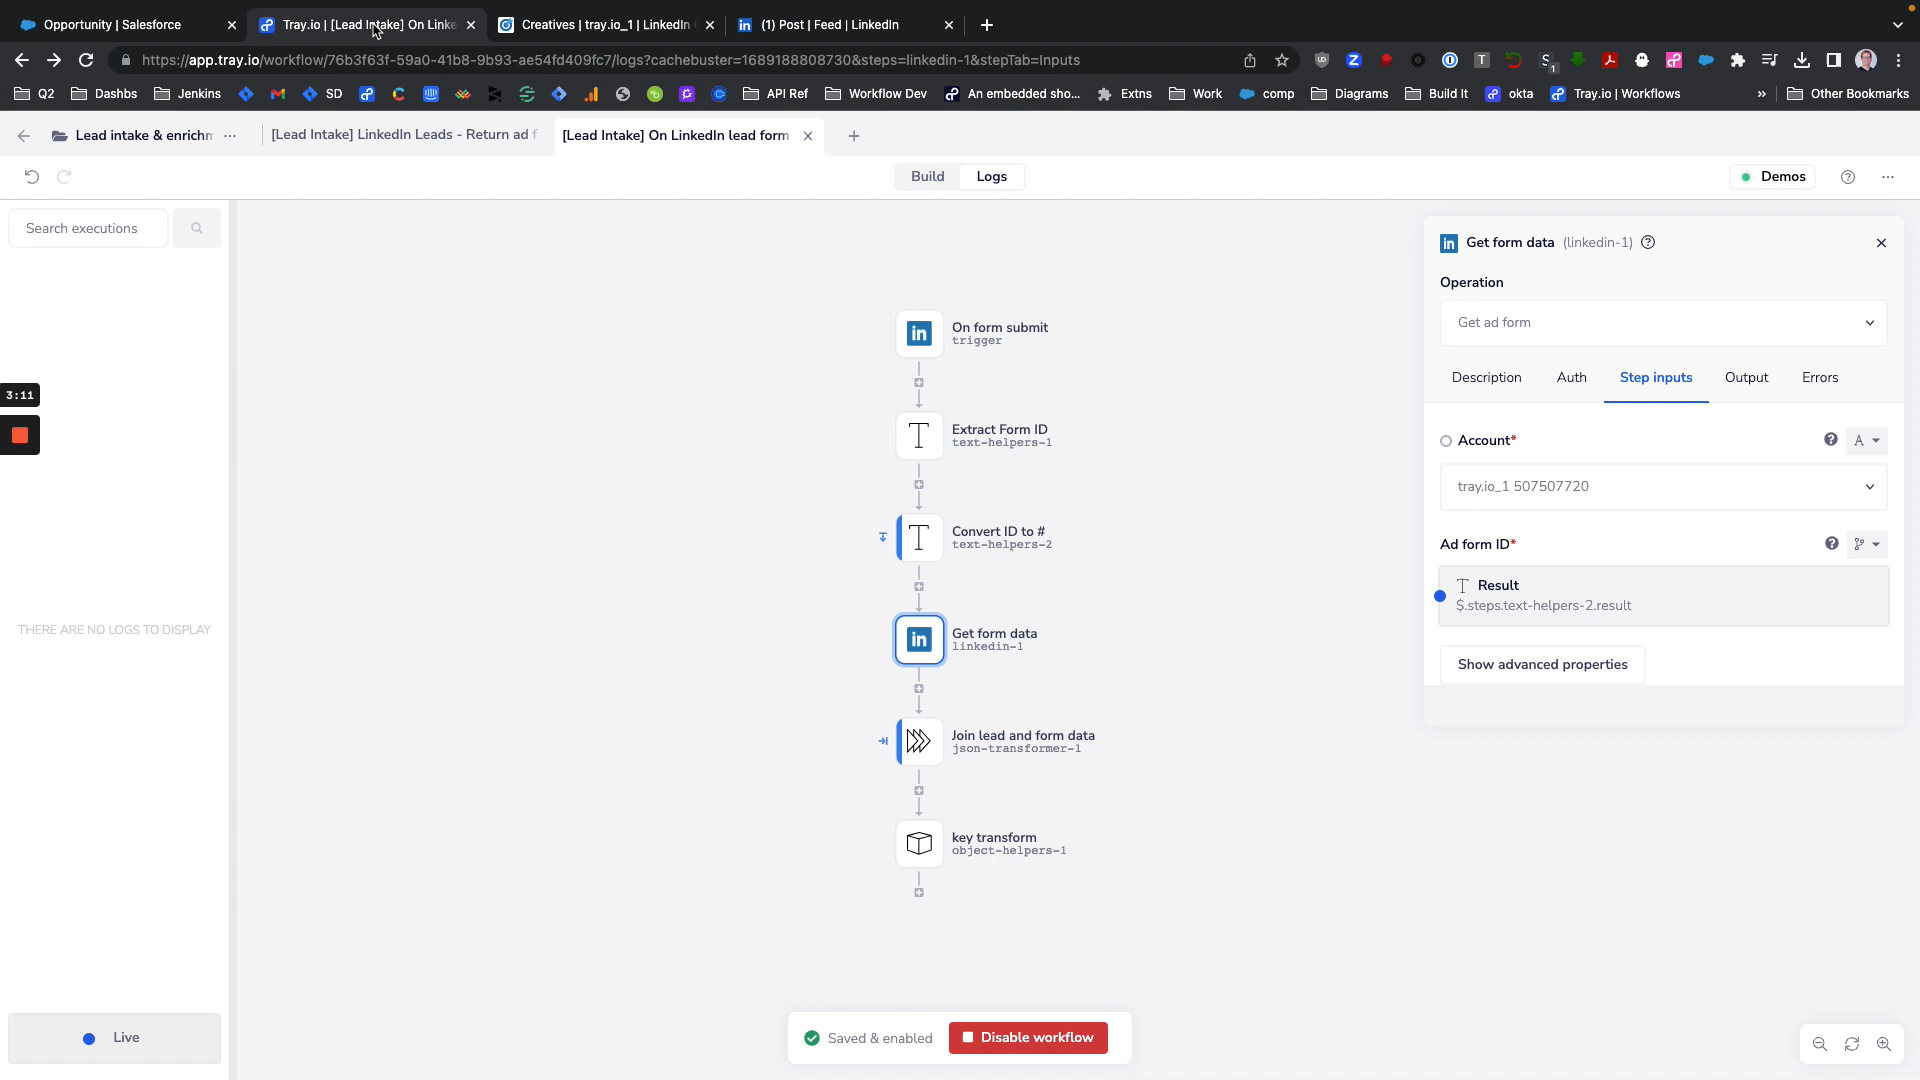 Opportunity | Salesforce
Tray.io | [Lead Intake] On Linke
Creatives | tray.io_1 | LinkedIn
(1) Post | Feed | LinkedIn
https://app.tray.io/workflow/76b3f63f-59a0-41b8-9b93-ae54fd409fc7/logs?cachebuster=1689188808730&steps=linkedin-1&stepTab=Inputs
Q2 Dashbs Jenkins SD API Ref Workflow Dev An embedded sho... Extns Work comp Diagrams Build It okta Tray.io | Workflows » Other Bookmarks
Lead intake & enrichm ...
[Lead Intake] LinkedIn Leads - Return ad f
[Lead Intake] On LinkedIn lead form
Build Logs
Demos
Search executions
3:11
THERE ARE NO LOGS TO DISPLAY
Live
On form submit
trigger
Extract Form ID
text-helpers-1
Convert ID to #
text-helpers-2
Get form data
linkedin-1
Join lead and form data
json-transformer-1
key transform
object-helpers-1
Saved & enabled
Disable workflow
Get form data (linkedin-1)
Operation
Get ad form
Description Auth Step inputs Output Errors
Account*
A
tray.io_1 507507720
Ad form ID*
Result
$.steps.text-helpers-2.result
Show advanced properties